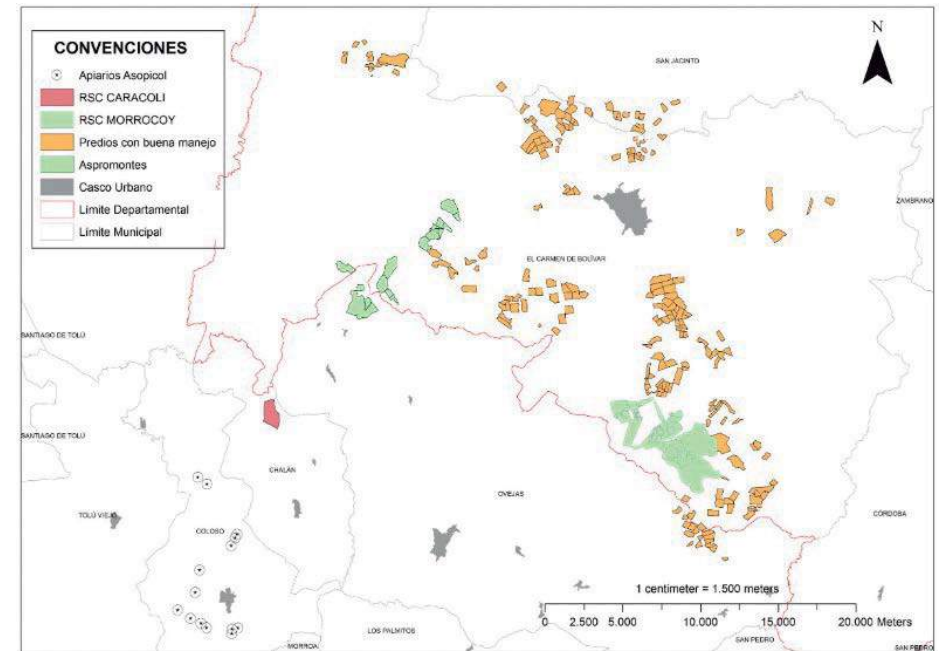 CONVENCIONES
Apiarios Asopicol
RSC CARACOLI
RSC MORROCOY
Predios con buena manejo
Aspromontes
Casco Urbano
Límite Departamental
Límite Municipal
N
SAN JACINTO
ZAMBRANO
EL CARMEN DE BOLÍVAR
SANTIAGO DE TOLÚ
SANTIAGO DE TOLÚ
CHALÁN
OVEJAS
TOLÚ VIEJO
COLOSO
CÓRDOBA
1 centimeter = 1.500 meters
0 2.500 5.000 10.000 15.000 20.000 Meters
LOS PALMITOS
MORROA
SAN PEDRO
SAN PEDRO